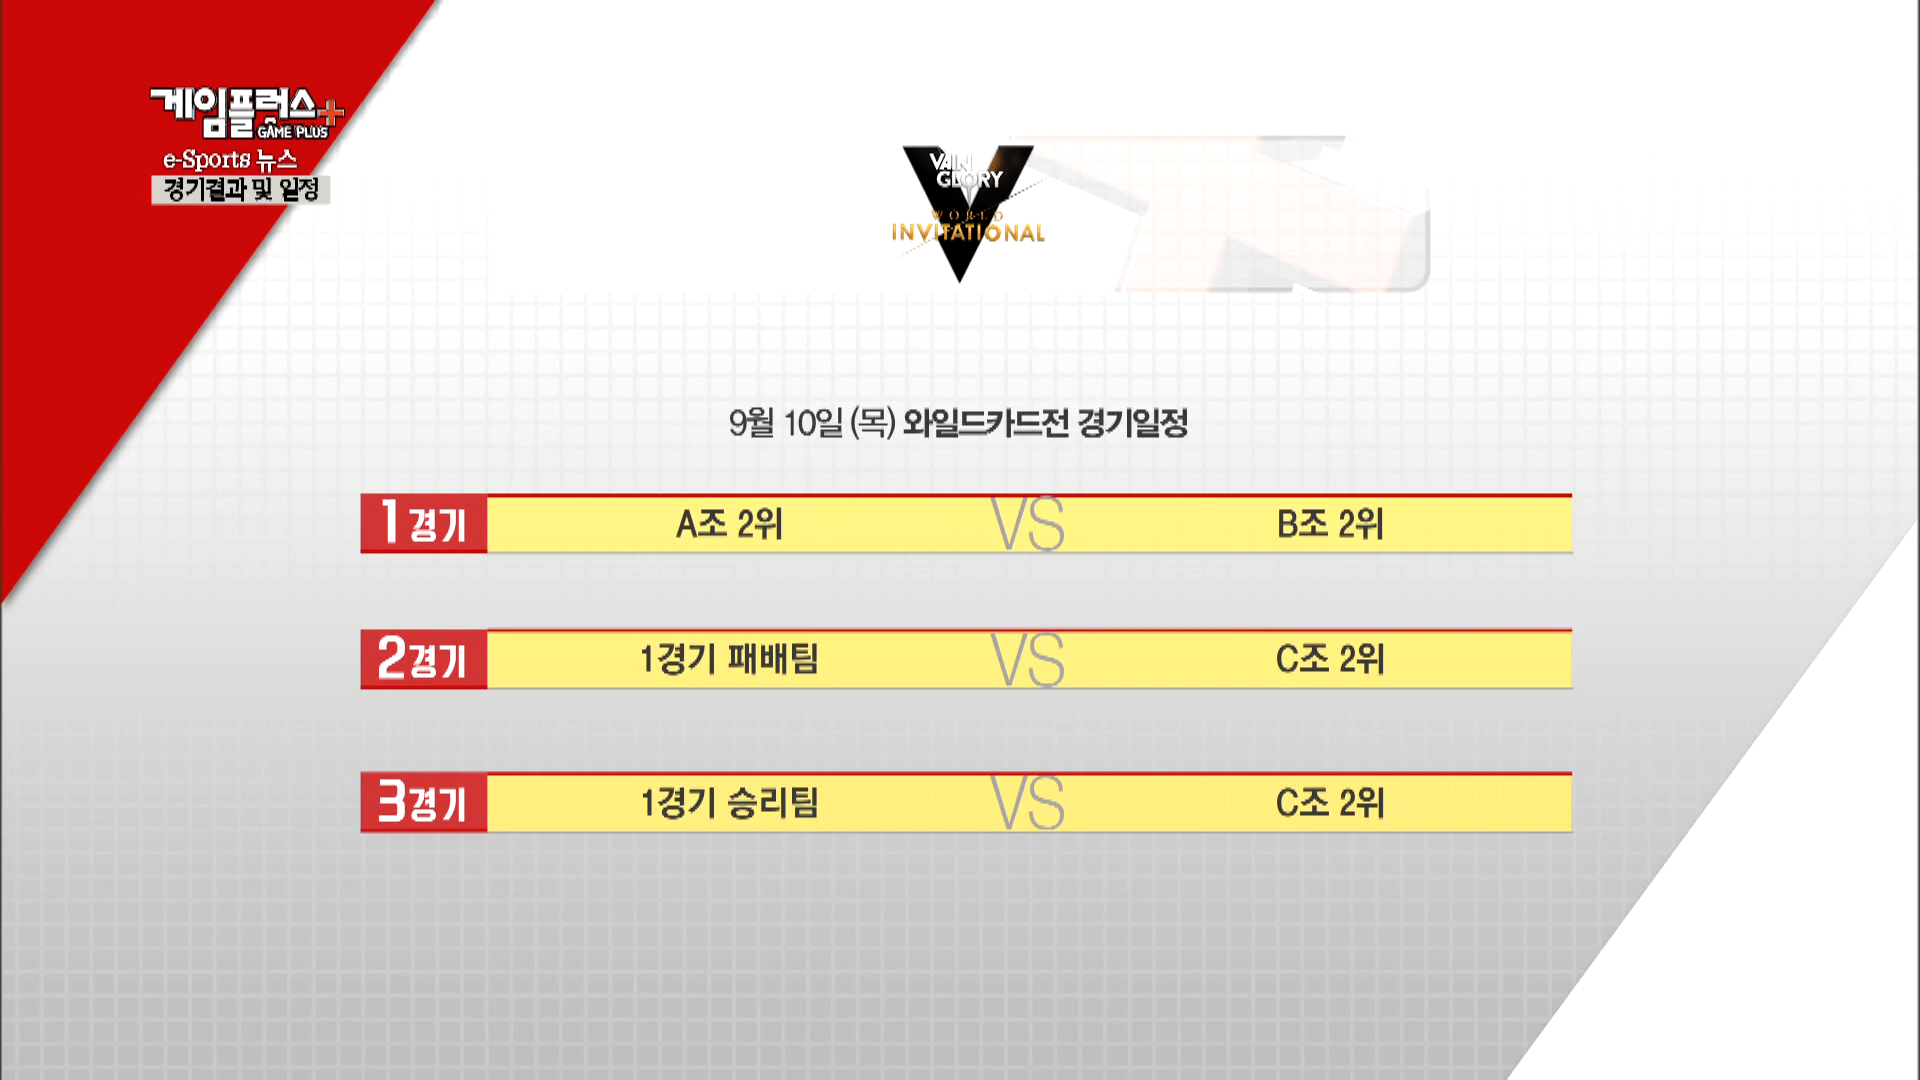 게임플러스+
GAME PLUS
e-Sports 뉴스
경기결과 및 일정
VAIN
GLORY
WORLD
INVITATIONAL
9월 10일 (목) 와일드카드전 경기일정
1경기 A조 2위 VS B조 2위
2경기 1경기 패배팀 VS C조 2위
3경기 1경기 승리팀 VS C조 2위